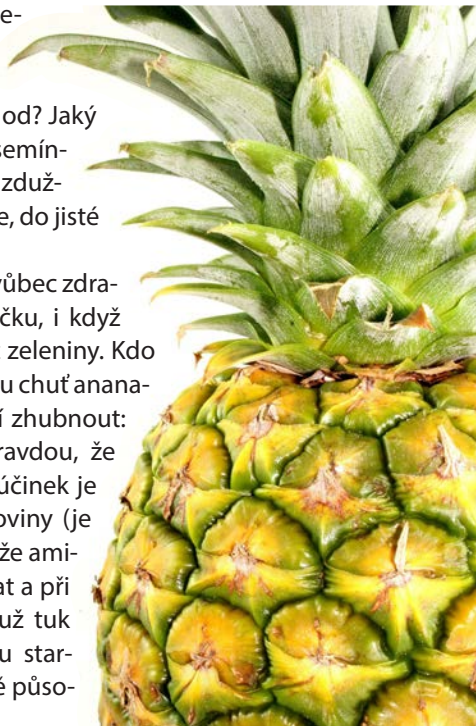 e-
od? Jaký
semín-
zduž-
e, do jisté
vůbec zdra-
čku, i když
zeleniny. Kdo
u chuť anana-
í zhubnout:
ravdou, že
účinek je
oviny (je
že ami-
at a při
už tuk
u star-
é půso-